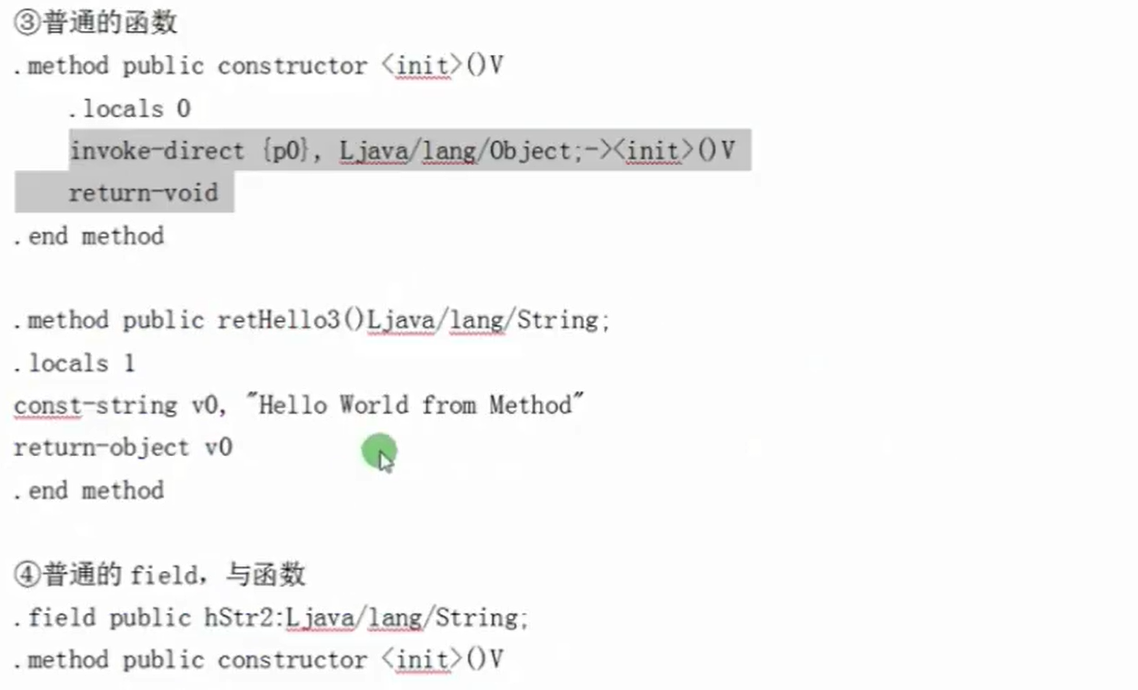 ③普通的函数
.method public constructor <init>()V
.locals 0
invoke-direct {p0}, Ljava/lang/Object;-><init>()V
return-void
.end method
.method public retHello3()Ljava/lang/String;
.locals 1
const-string v0, "Hello World from Method"
return-object v0
.end method
④普通的 field，与函数
.field public hStr2:Ljava/lang/String;
.method public constructor <init>()V